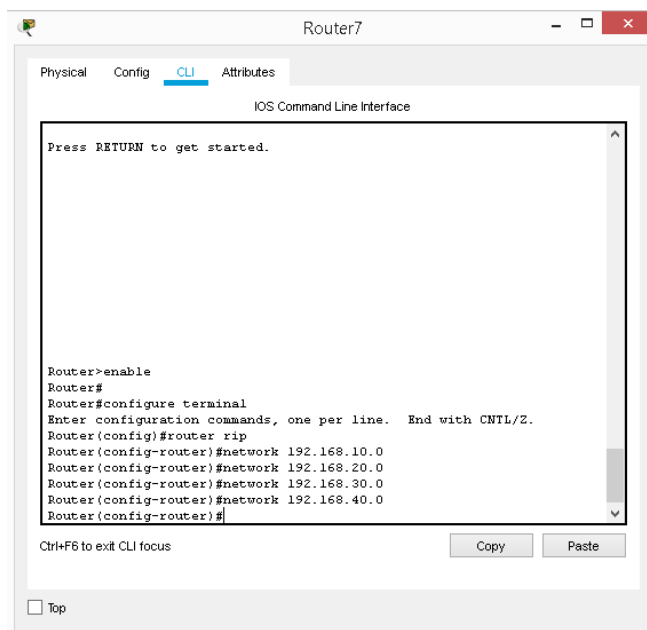 Router7
Physical Config CLI Attributes
IOS Command Line Interface
Press RETURN to get started.
Router>enable
Router#
Router#configure terminal
Enter configuration commands, one per line.  End with CNTL/Z.
Router(config)#router rip
Router(config-router)#network 192.168.10.0
Router(config-router)#network 192.168.20.0
Router(config-router)#network 192.168.30.0
Router(config-router)#network 192.168.40.0
Router(config-router)#
Ctrl+F6 to exit CLI focus
Copy Paste
Top